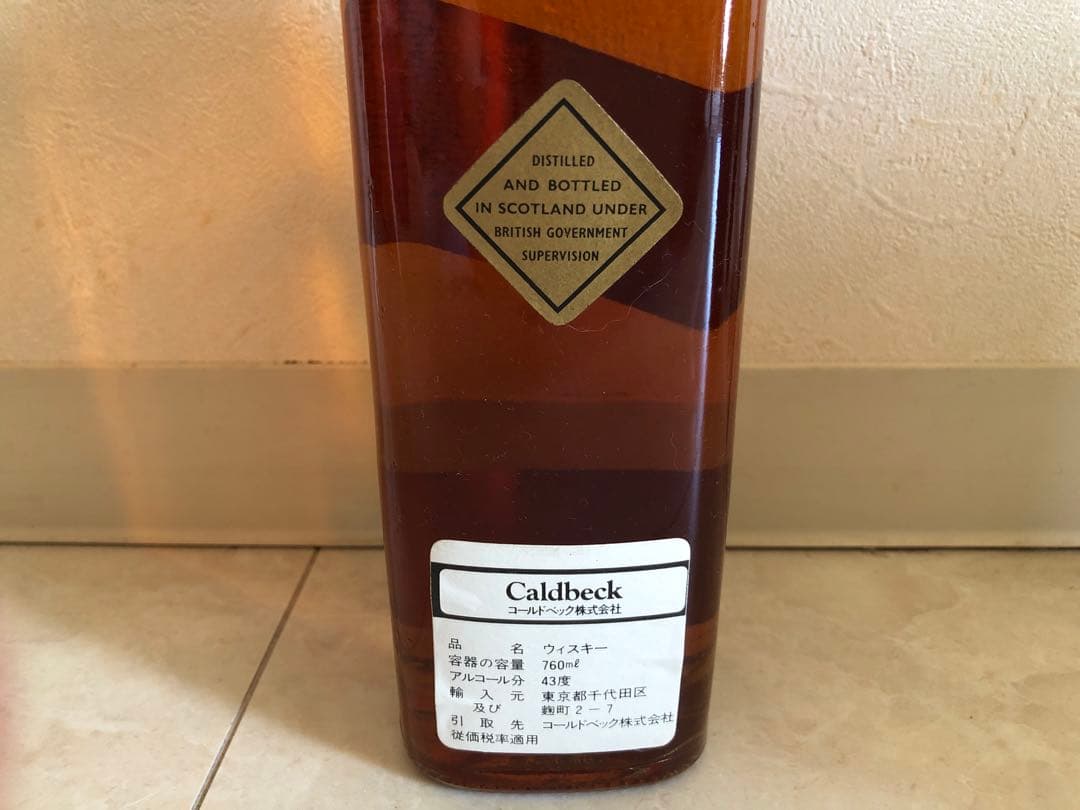 DISTILLED
AND BOTTLED
IN SCOTLAND UNDER
BRITISH GOVERNMENT
SUPERVISION
Caldbeck
コールドベック株式会社
品 名 ウィスキー
容器の容量 760㎖
アルコール分 43度
輸入元 東京都千代田区
及び 麹町2-7
引取先 コールドベック株式会社
従価税率適用